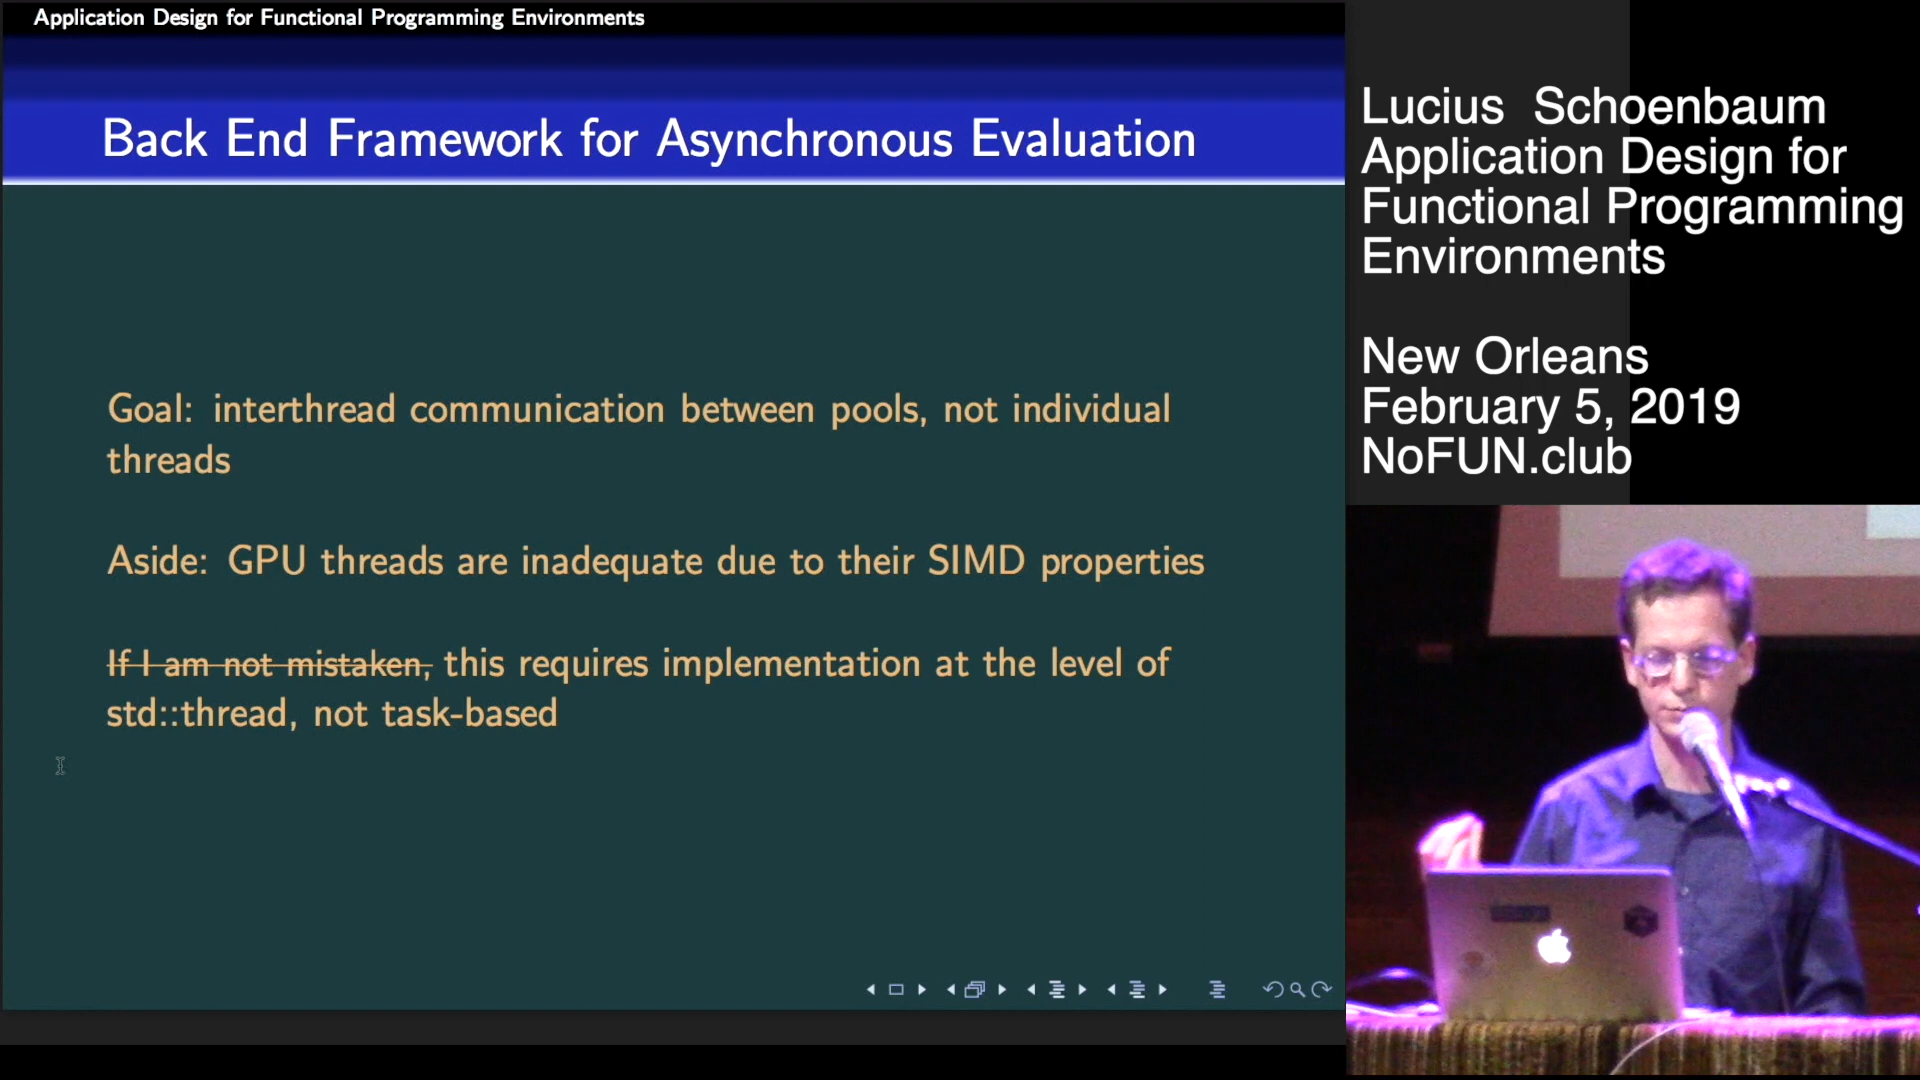 Application Design for Functional Programming Environments
Back End Framework for Asynchronous Evaluation
Goal: interthread communication between pools, not individual
threads
Aside: GPU threads are inadequate due to their SIMD properties
If I am not mistaken, this requires implementation at the level of
std::thread, not task-based
Lucius Schoenbaum
Application Design for
Functional Programming
Environments
New Orleans
February 5, 2019
NoFUN.club